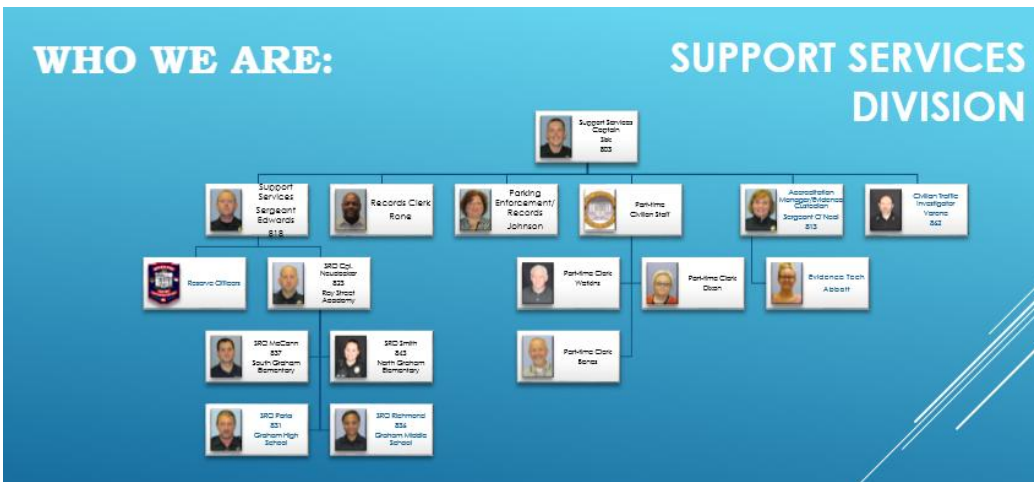 WHO WE ARE:
SUPPORT SERVICES
DIVISION
Support Services
Captain
Sisk
803
Support
Services
Sergeant
Edwards
818
Records Clerk
Rone
Parking
Enforcement/
Records
Johnson
Part-time
Civilian Staff
Accreditation
Manager/Evidence
Custodian
Sergeant O'Neal
813
Civilian Traffic
Investigator
862
Reserve Officers
SRO Cpl.
825
Ray Street
Academy
Part-time Clerk
Watkins
Part-time Clerk
Dixon
Evidence Tech
Abbott
SRO McCann
837
South Graham
Elementary
SRO Smith
843
North Graham
Elementary
Part-time Clerk
SRO
831
Graham High
School
SRO Richmond
836
Graham Middle
School